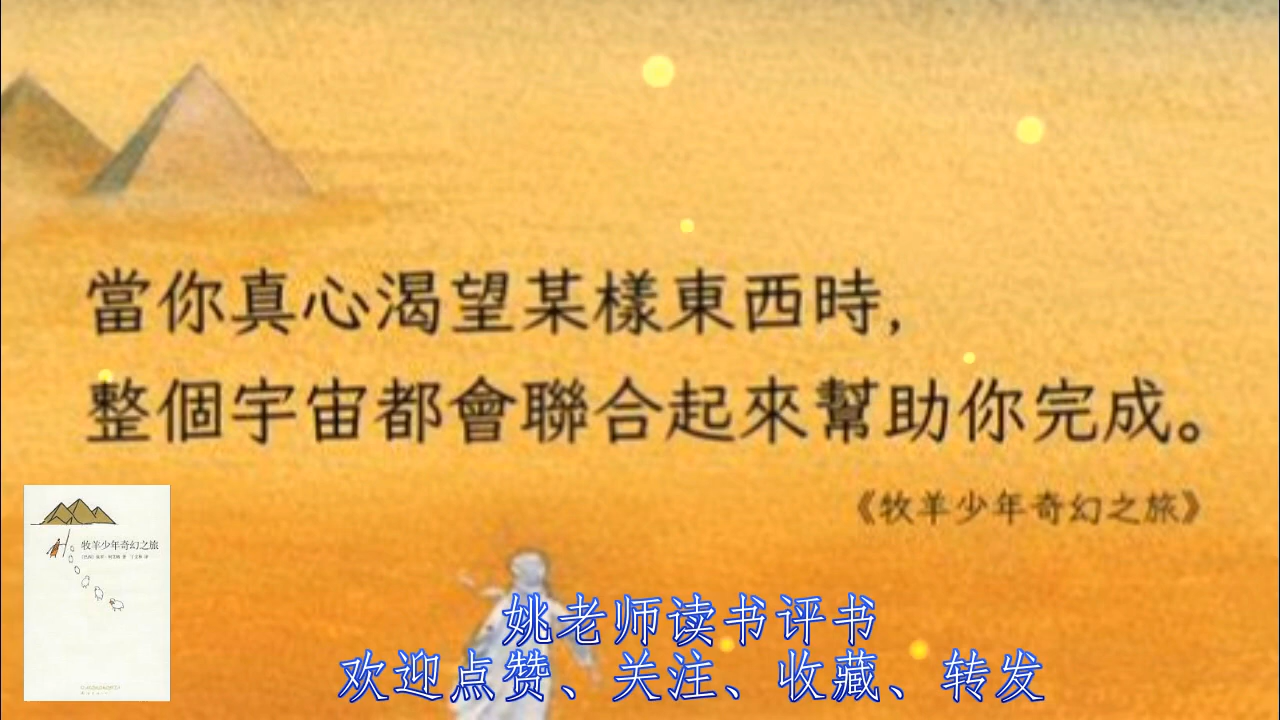 當你真心渴望某樣東西時,
整個宇宙都會聯合起來幫助你完成。
《牧羊少年奇幻之旅》
牧羊少年奇幻之旅
姚老师读书评书
欢迎点赞、关注、收藏、转发